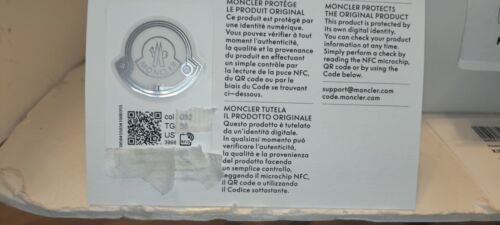 MONCLER PROTÈGE
LE PRODUIT ORIGINAL
Ce produit est protégé par
une identité numérique.
Vous pouvez vérifier à tout
moment l'authenticité,
la qualité et la provenance
du produit en effectuant
un simple contrôle par
la lecture de la puce NFC,
du QR code ou par le
biais du Code se trouvant
ci-dessous.
MONCLER PROTECTS
THE ORIGINAL PRODUCT
This product is protected by
its own digital identity.
You can check your product
information at any time.
Simply perform a check by
reading the NFC microchip,
QR code or by using the
Code below.
support@moncler.com
code.moncler.com
MONCLER
col
TG
US
MONCLER TUTELA
IL PRODOTTO ORIGINALE
Questo prodotto è tutelato
da un'identità digitale.
In qualsiasi momento può
verificare l'autenticità,
la qualità e la provenienza
del prodotto facendo
un semplice controllo,
leggendo il microchip NFC,
il QR code o utilizzando
il Codice sottostante.